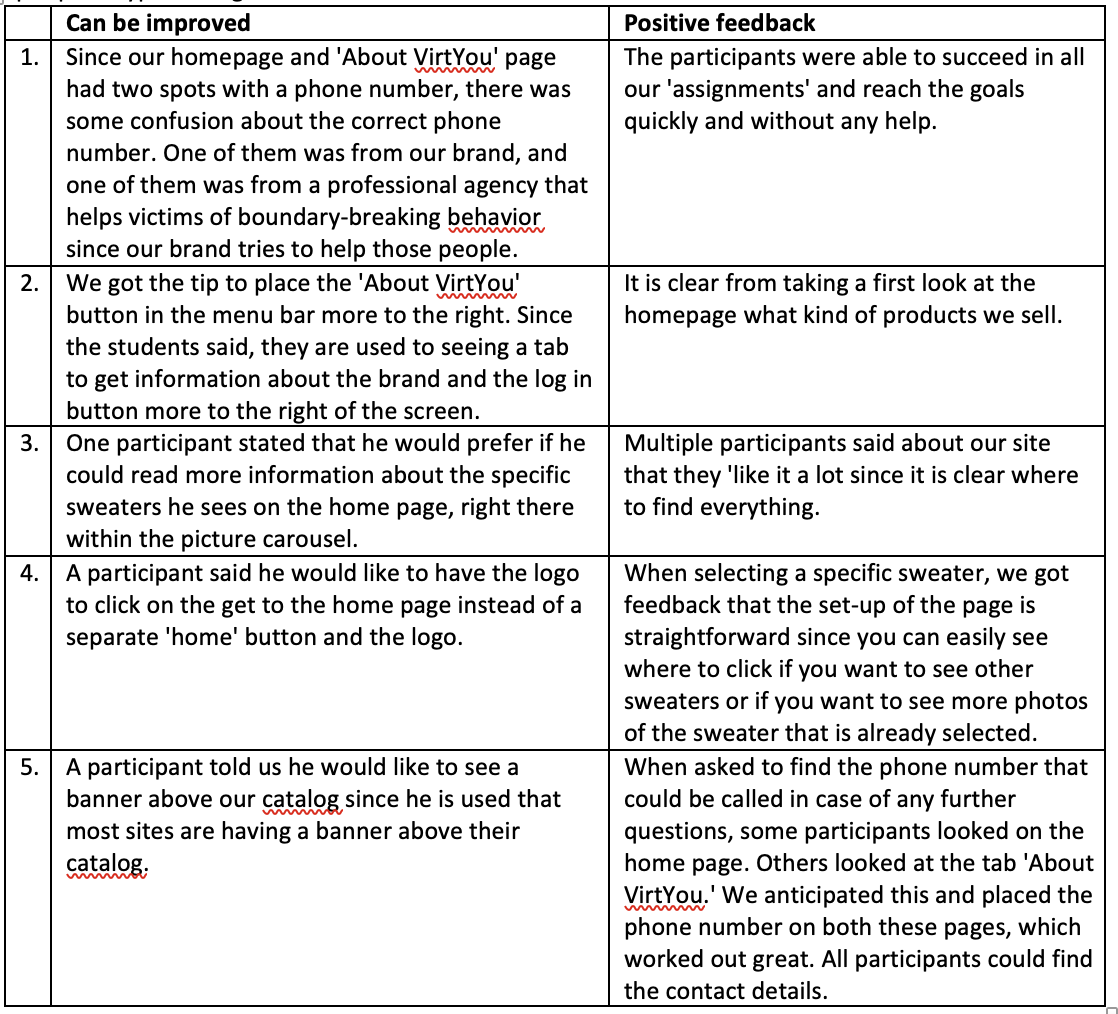 Can be improved
Positive feedback
1.
Since our homepage and 'About VirtYou' page
had two spots with a phone number, there was
some confusion about the correct phone
number. One of them was from our brand, and
one of them was from a professional agency that
helps victims of boundary-breaking behavior
since our brand tries to help those people.
The participants were able to succeed in all
our 'assignments' and reach the goals
quickly and without any help.
2.
We got the tip to place the 'About VirtYou'
button in the menu bar more to the right. Since
the students said, they are used to seeing a tab
to get information about the brand and the log in
button more to the right of the screen.
It is clear from taking a first look at the
homepage what kind of products we sell.
3.
One participant stated that he would prefer if he
could read more information about the specific
sweaters he sees on the home page, right there
within the picture carousel.
Multiple participants said about our site
that they 'like it a lot since it is clear where
to find everything.
4.
A participant said he would like to have the logo
to click on the get to the home page instead of a
separate 'home' button and the logo.
When selecting a specific sweater, we got
feedback that the set-up of the page is
straightforward since you can easily see
where to click if you want to see other
sweaters or if you want to see more photos
of the sweater that is already selected.
5.
A participant told us he would like to see a
banner above our catalog since he is used that
most sites are having a banner above their
catalog.
When asked to find the phone number that
could be called in case of any further
questions, some participants looked on the
home page. Others looked at the tab 'About
VirtYou.' We anticipated this and placed the
phone number on both these pages, which
worked out great. All participants could find
the contact details.